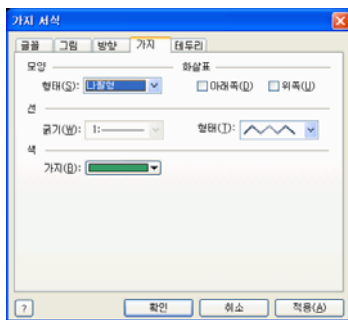 가지 서식
글꼴 그림 방향 가지 테두리
모양 화살표
형태(S): 나침형 아래쪽(D) 위쪽(U)
선
굵기(W): 1: 형태(T):
색
가지(B):
?
확인 취소 적용(A)